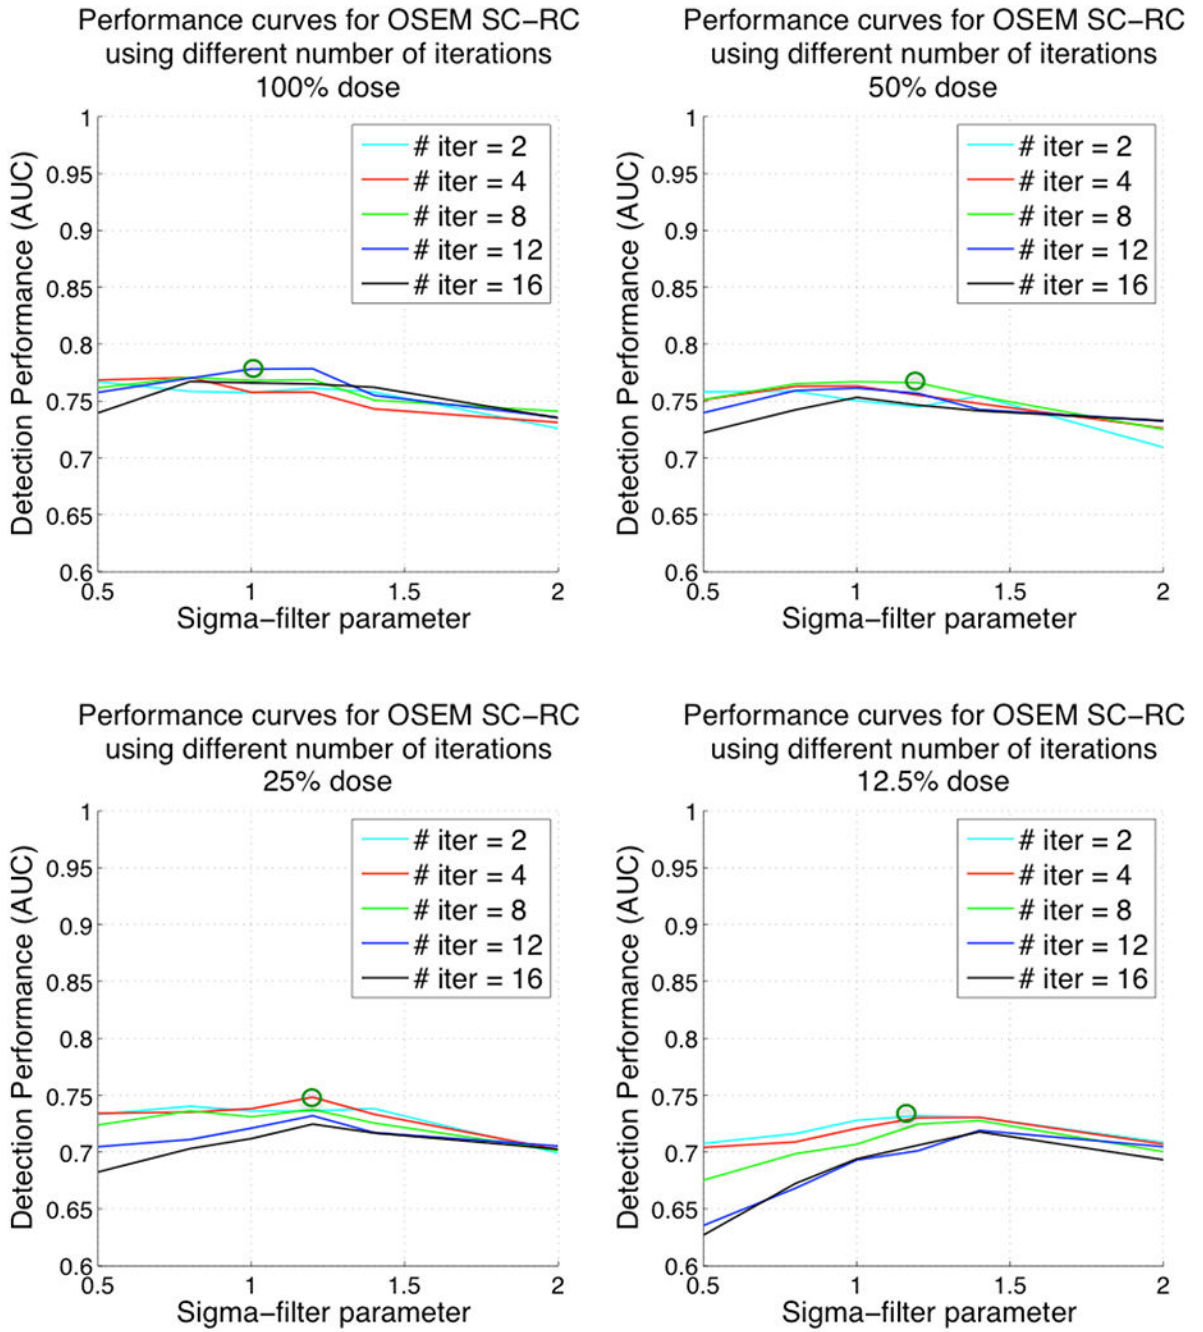 Performance curves for OSEM SC−RC
using different number of iterations
100% dose
1
0.95
0.9
0.85
0.8
0.75
0.7
0.65
0.6
0.5
1
1.5
2
Detection Performance (AUC)
Sigma−filter parameter
# iter = 2
# iter = 4
# iter = 8
# iter = 12
# iter = 16
Performance curves for OSEM SC−RC
using different number of iterations
50% dose
1
0.95
0.9
0.85
0.8
0.75
0.7
0.65
0.6
0.5
1
1.5
2
Detection Performance (AUC)
Sigma−filter parameter
# iter = 2
# iter = 4
# iter = 8
# iter = 12
# iter = 16
Performance curves for OSEM SC−RC
using different number of iterations
25% dose
1
0.95
0.9
0.85
0.8
0.75
0.7
0.65
0.6
0.5
1
1.5
2
Detection Performance (AUC)
Sigma−filter parameter
# iter = 2
# iter = 4
# iter = 8
# iter = 12
# iter = 16
Performance curves for OSEM SC−RC
using different number of iterations
12.5% dose
1
0.95
0.9
0.85
0.8
0.75
0.7
0.65
0.6
0.5
1
1.5
2
Detection Performance (AUC)
Sigma−filter parameter
# iter = 2
# iter = 4
# iter = 8
# iter = 12
# iter = 16